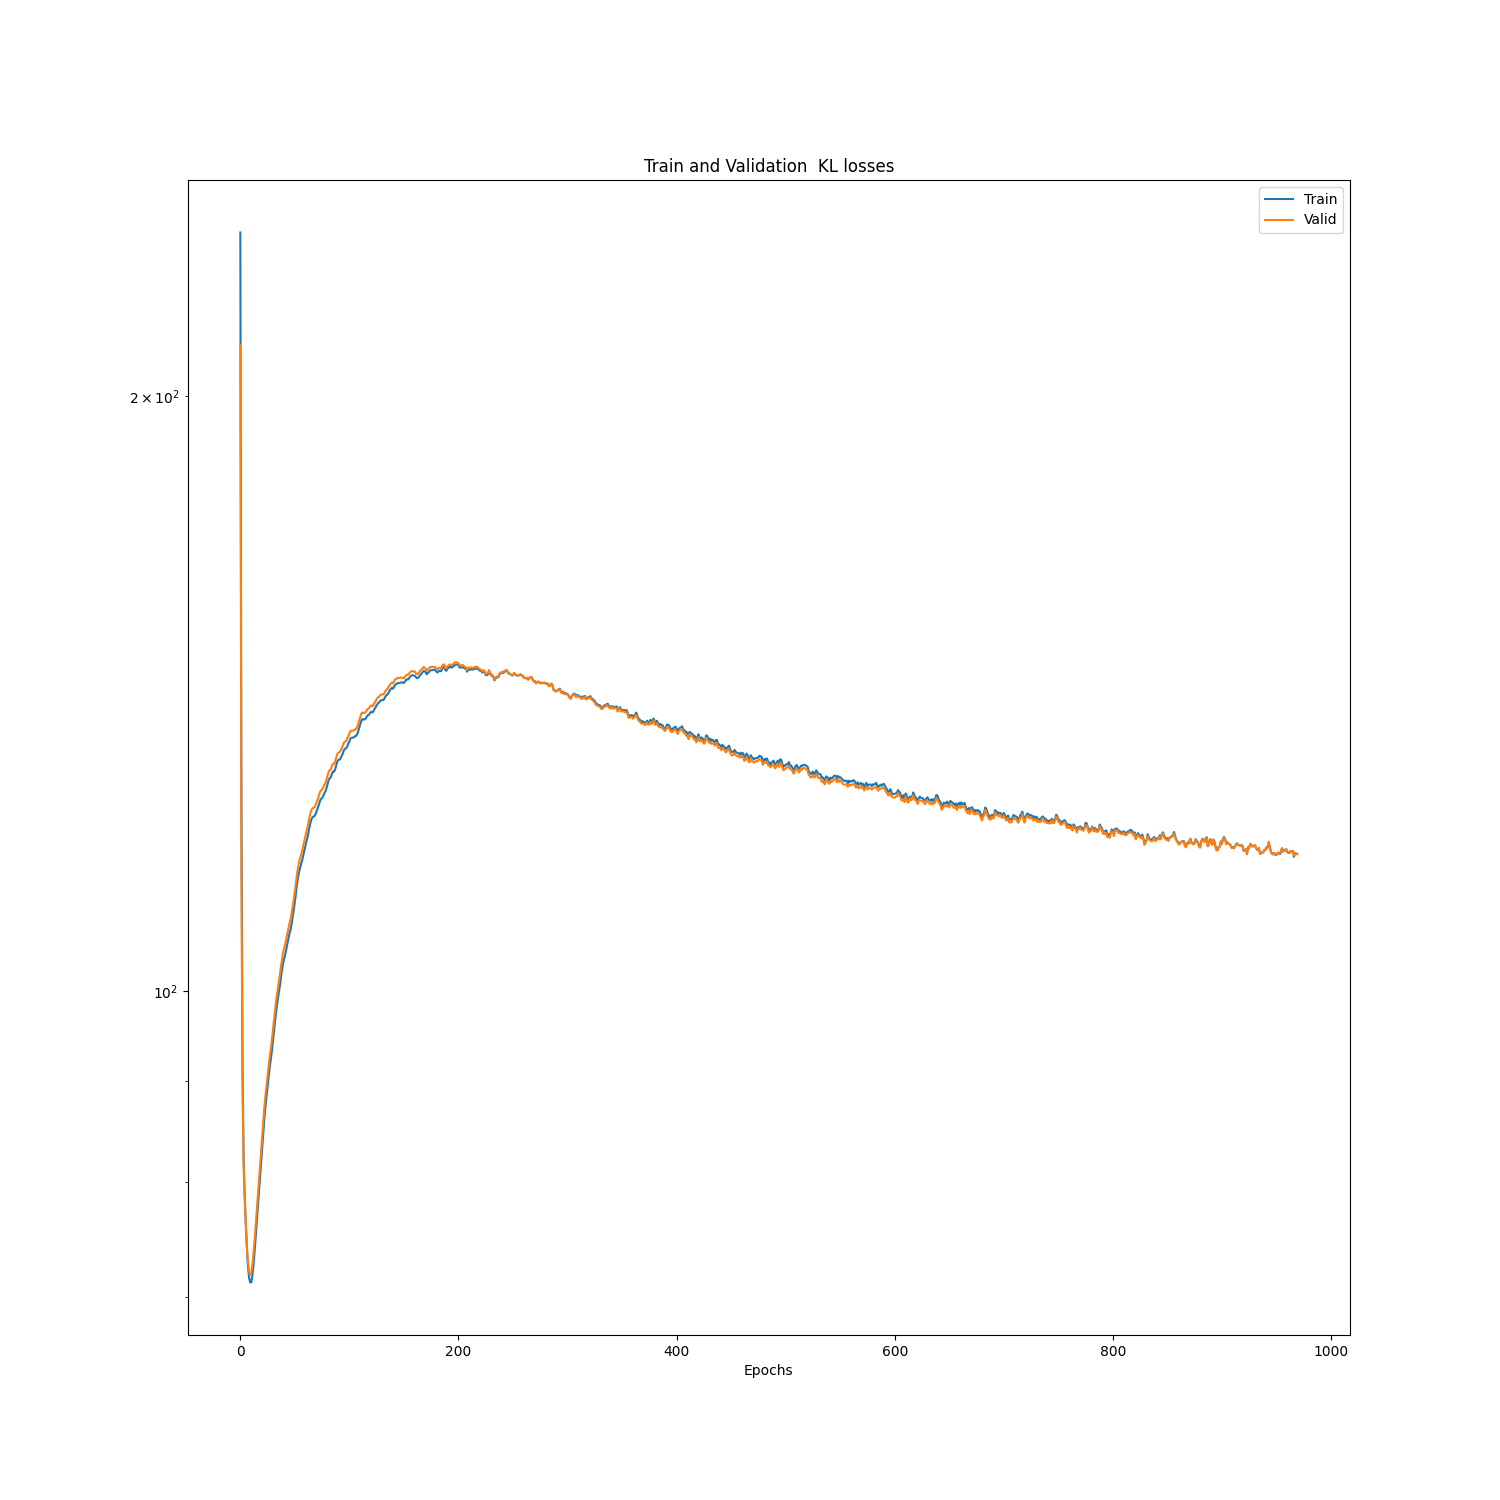 Train and Validation  KL losses
Train
Valid
2 × 10²
10²
0
200
400
600
800
1000
Epochs